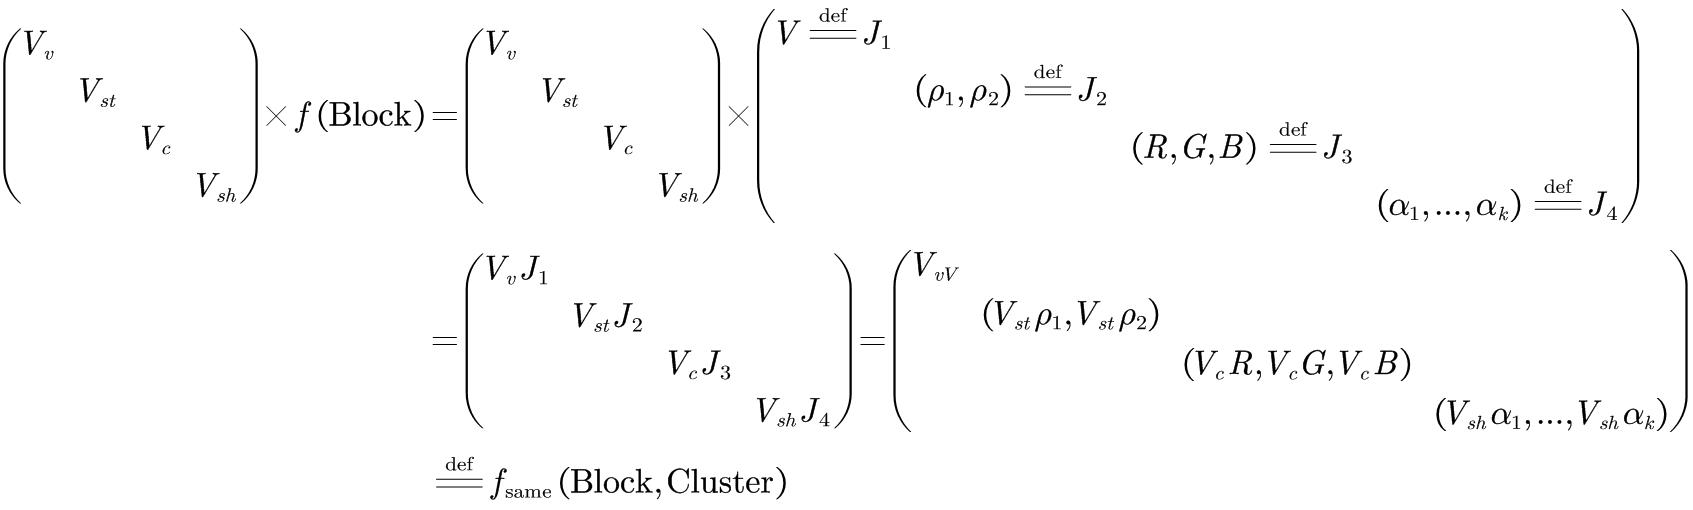 $\begin{pmatrix} V_v & & & \\ & V_{st} & & \\ & & V_c & \\ & & & V_{sh} \end{pmatrix} \times f(\text{Block}) = \begin{pmatrix} V_v & & & \\ & V_{st} & & \\ & & V_c & \\ & & & V_{sh} \end{pmatrix} \times \begin{pmatrix} V \overset{\text{def}}{=\!=} J_1 & & & \\ & (\rho_1, \rho_2) \overset{\text{def}}{=\!=} J_2 & & \\ & & (R, G, B) \overset{\text{def}}{=\!=} J_3 & \\ & & & (\alpha_1, ..., \alpha_k) \overset{\text{def}}{=\!=} J_4 \end{pmatrix}$
$= \begin{pmatrix} V_v J_1 & & & \\ & V_{st} J_2 & & \\ & & V_c J_3 & \\ & & & V_{sh} J_4 \end{pmatrix} = \begin{pmatrix} V_{vV} & & & \\ & (V_{st}\rho_1, V_{st}\rho_2) & & \\ & & (V_c R, V_c G, V_c B) & \\ & & & (V_{sh}\alpha_1, ..., V_{sh}\alpha_k) \end{pmatrix}$
$\overset{\text{def}}{=\!=} f_{\text{same}}(\text{Block}, \text{Cluster})$